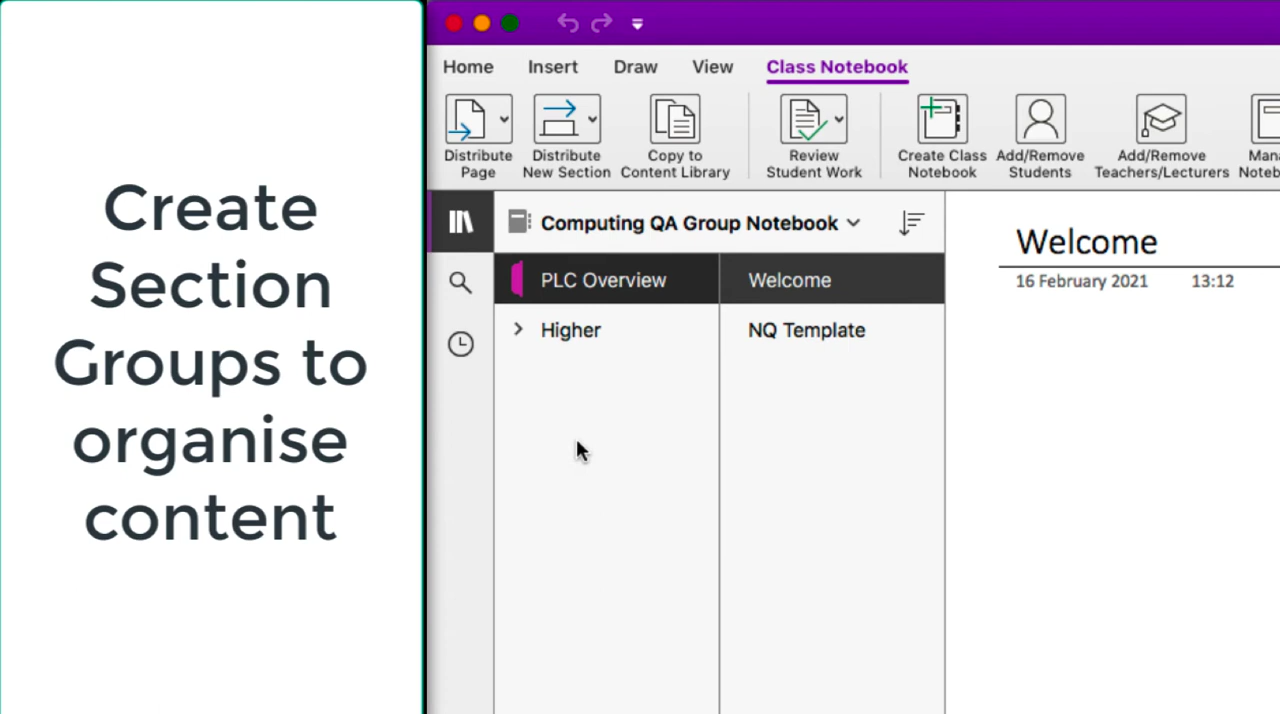 Create
Section
Groups to
organise
content
Home Insert Draw View Class Notebook
Distribute Page
Distribute New Section
Copy to Content Library
Review Student Work
Create Class Notebook
Add/Remove Students
Add/Remove Teachers/Lecturers
Computing QA Group Notebook
PLC Overview
Higher
Welcome
NQ Template
Welcome
16 February 2021 13:12